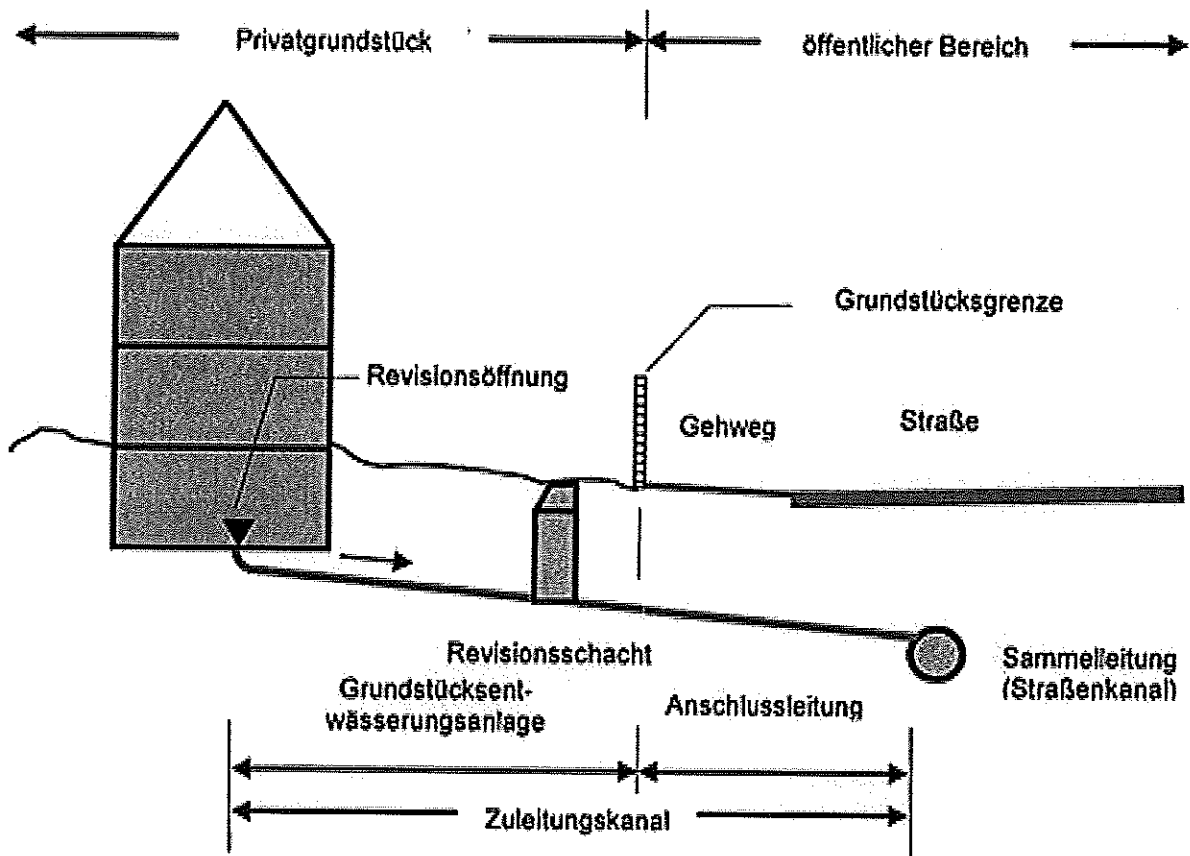 Privatgrundstück
öffentlicher Bereich
Grundstücksgrenze
Revisionsöffnung
Gehweg
Straße
Revisionsschacht
Sammelleitung
(Straßenkanal)
Grundstücksent-
wässerungsanlage
Anschlussleitung
Zuleitungskanal